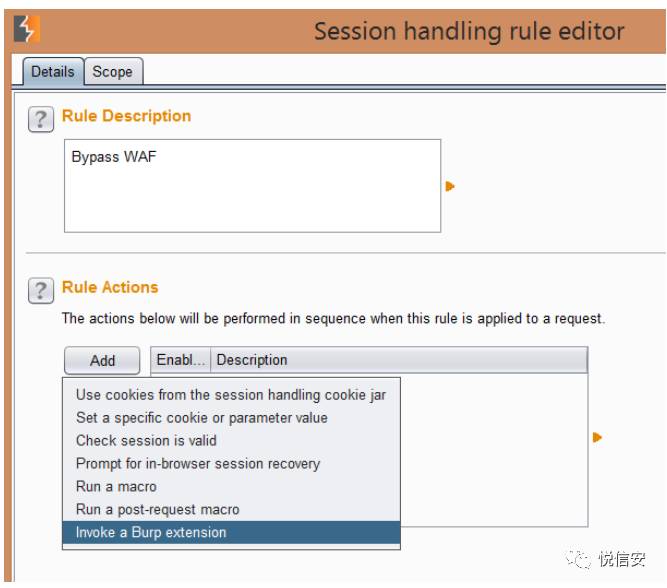 Session handling rule editor
Details
Scope
?
Rule Description
Bypass WAF
?
Rule Actions
The actions below will be performed in sequence when this rule is applied to a request.
Add
Enabl...
Description
Use cookies from the session handling cookie jar
Set a specific cookie or parameter value
Check session is valid
Prompt for in-browser session recovery
Run a macro
Run a post-request macro
Invoke a Burp extension
悦信安